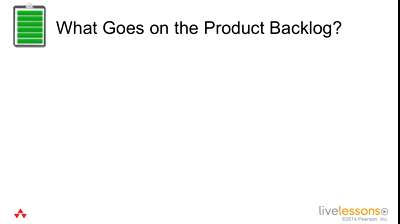 What Goes on the Product Backlog?
livelessons
©2014 Pearson, Inc.